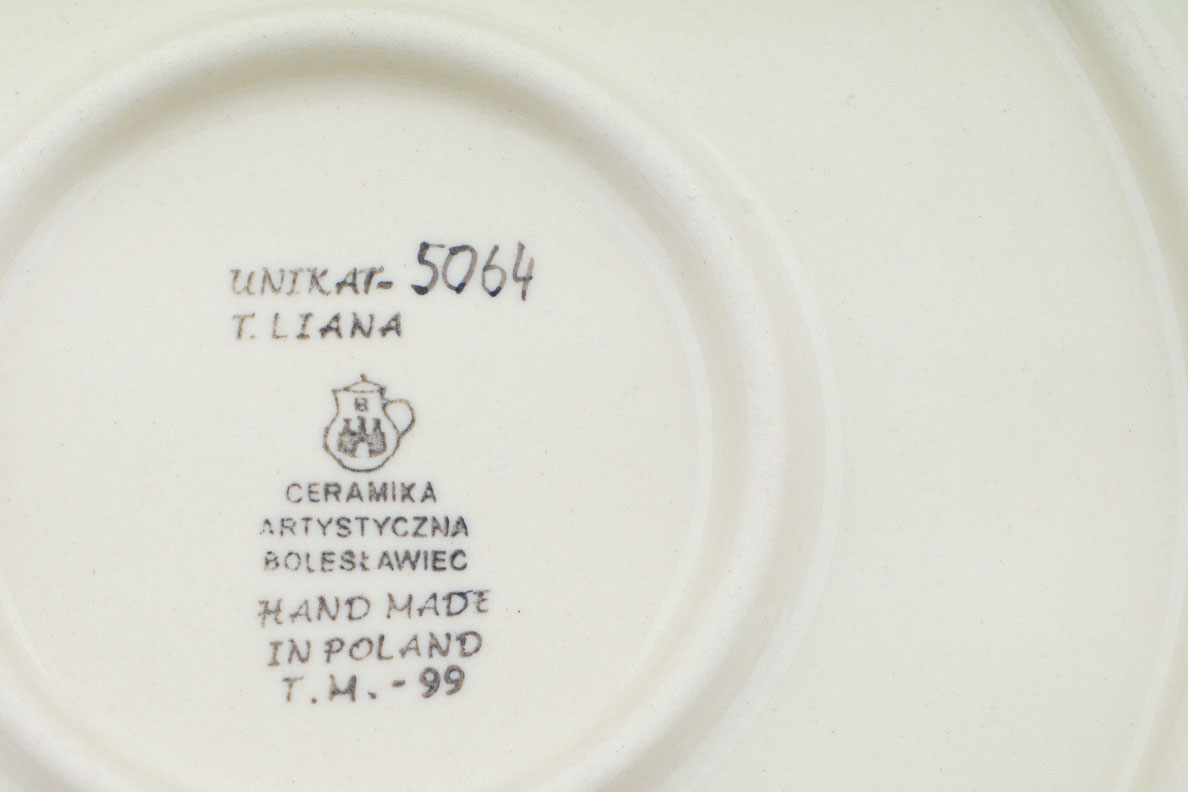 UNIKAT- 5064
T. LIANA
B
CERAMIKA
ARTYSTYCZNA
BOLESŁAWIEC
HAND MADE
IN POLAND
T.M.-99